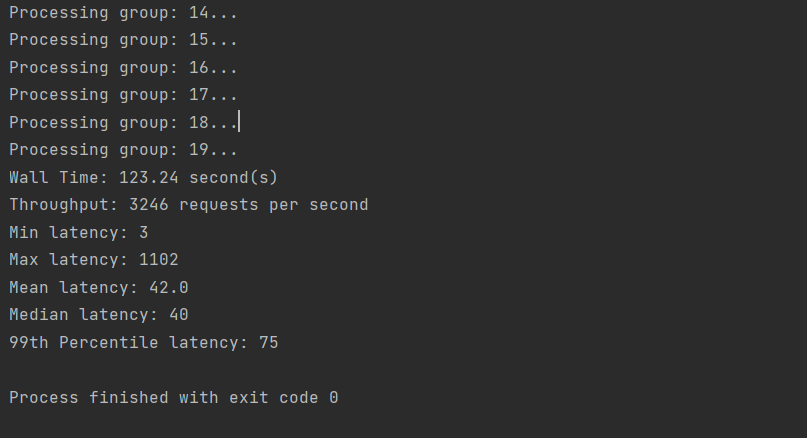 Processing group: 14...
Processing group: 15...
Processing group: 16...
Processing group: 17...
Processing group: 18...
Processing group: 19...
Wall Time: 123.24 second(s)
Throughput: 3246 requests per second
Min latency: 3
Max latency: 1102
Mean latency: 42.0
Median latency: 40
99th Percentile latency: 75
Process finished with exit code 0